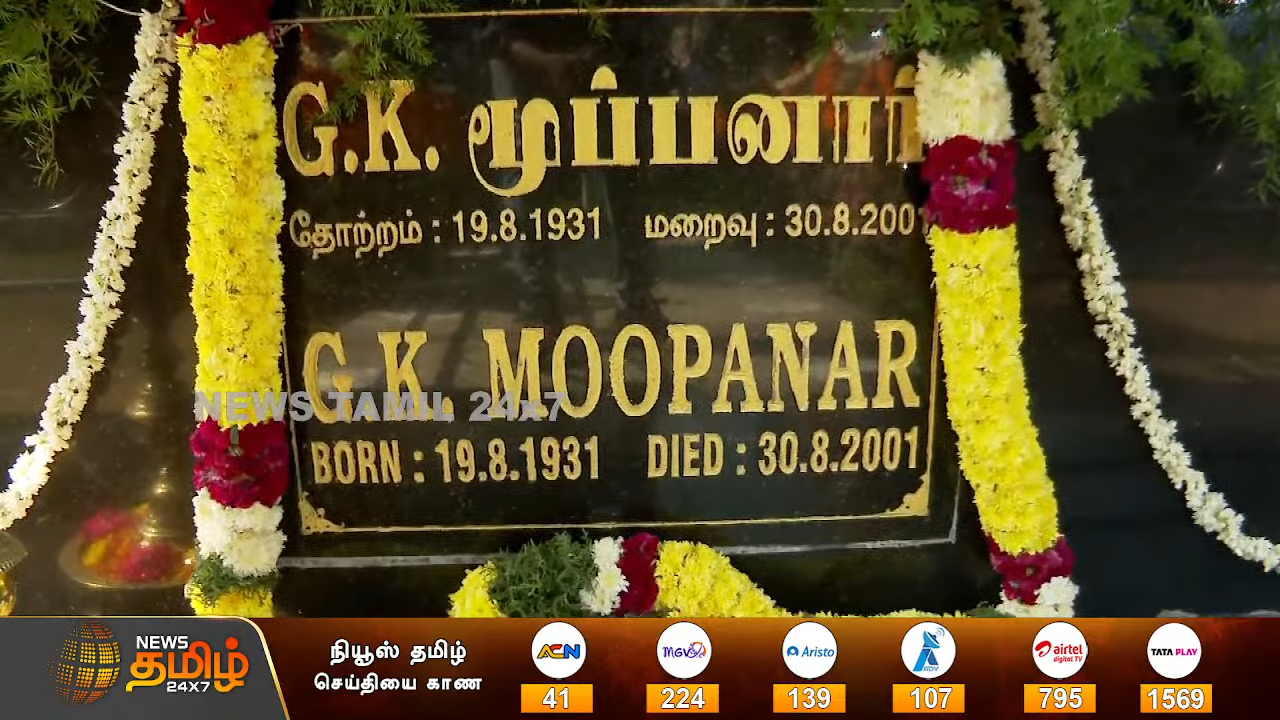 G.K. மூப்பனார்
தோற்றம் : 19.8.1931 மறைவு : 30.8.2001
G.K. MOOPANAR
NEWS TAMIL 24x7
BORN : 19.8.1931 DIED : 30.8.2001
NEWS
தமிழ்
24X7
நியூஸ் தமிழ்
செய்தியை காண
ACN
41
MGV
224
Aristo
139
ADV
107
airtel
digital TV
795
TATA PLAY
1569